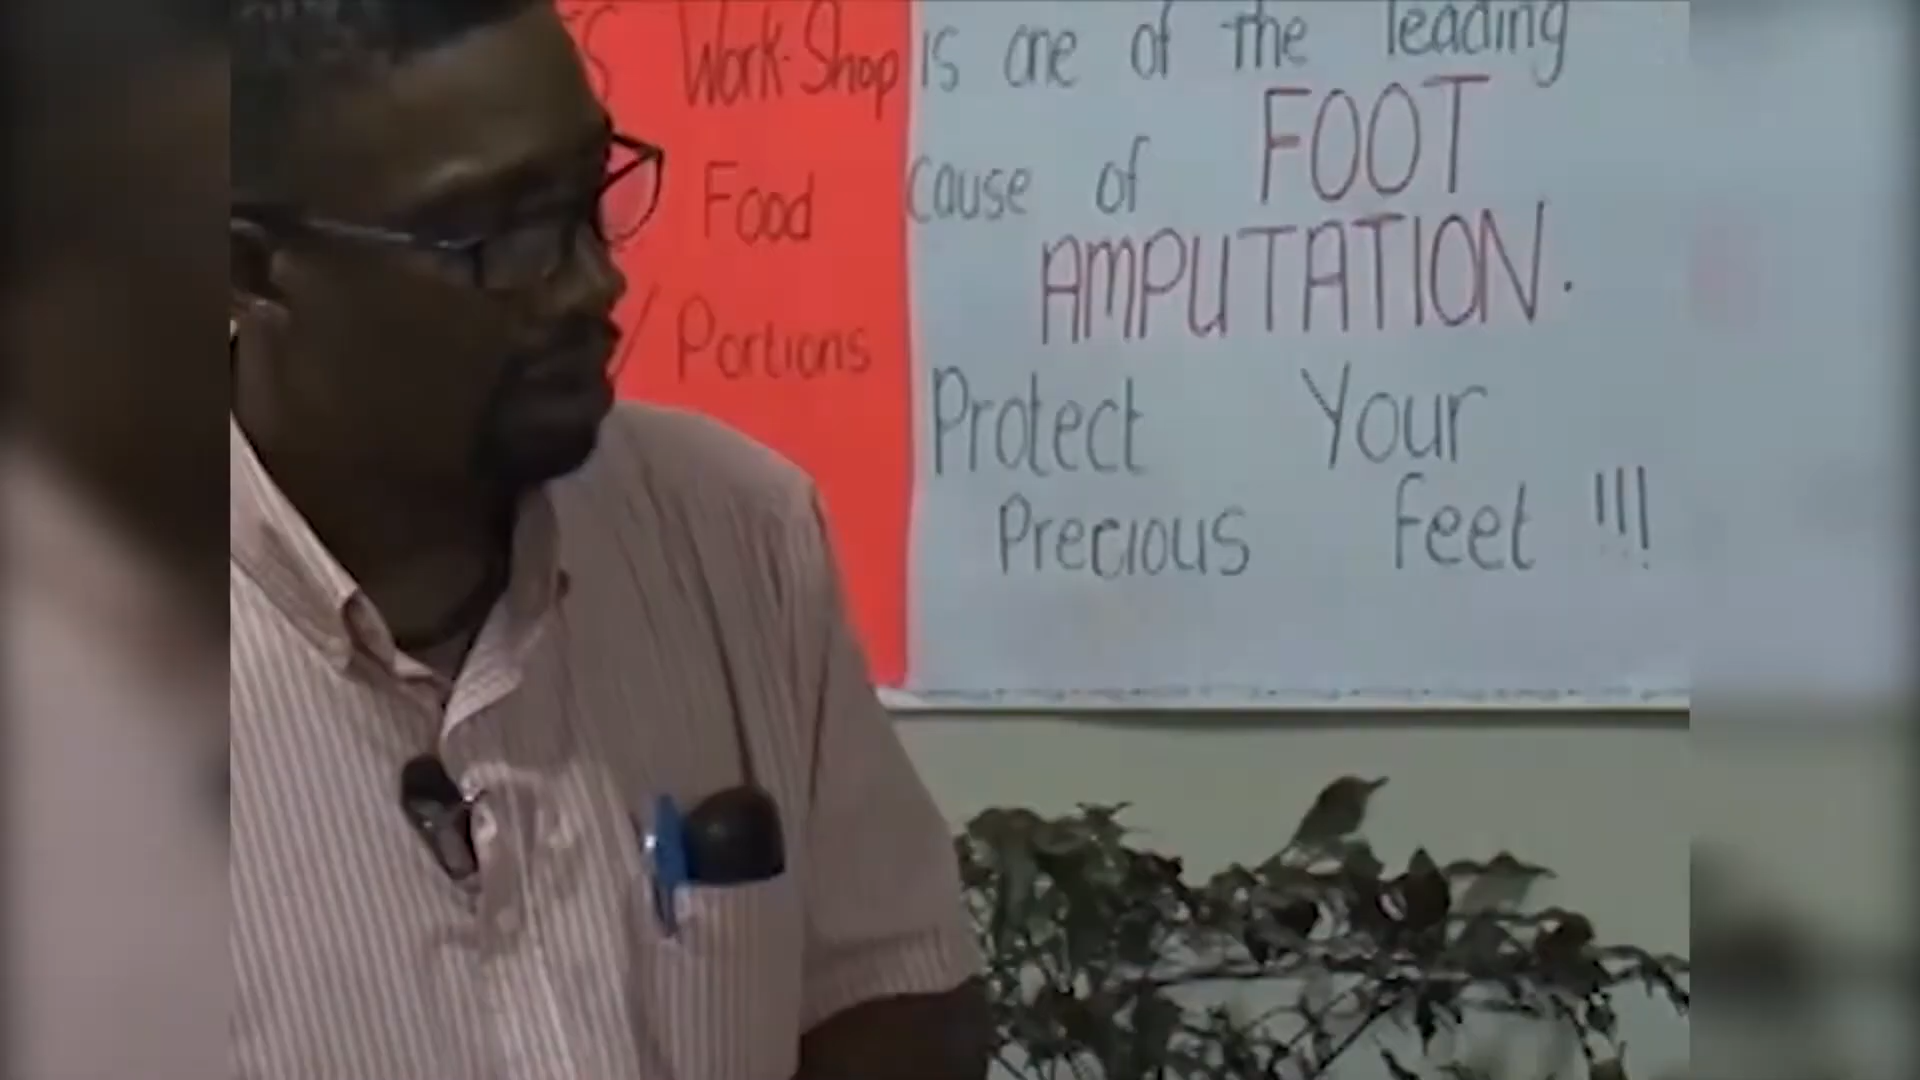 Work-Shop
Food
/ Portions
is one of the leading
cause of FOOT
AMPUTATION.
Protect Your
Precious Feet !!!